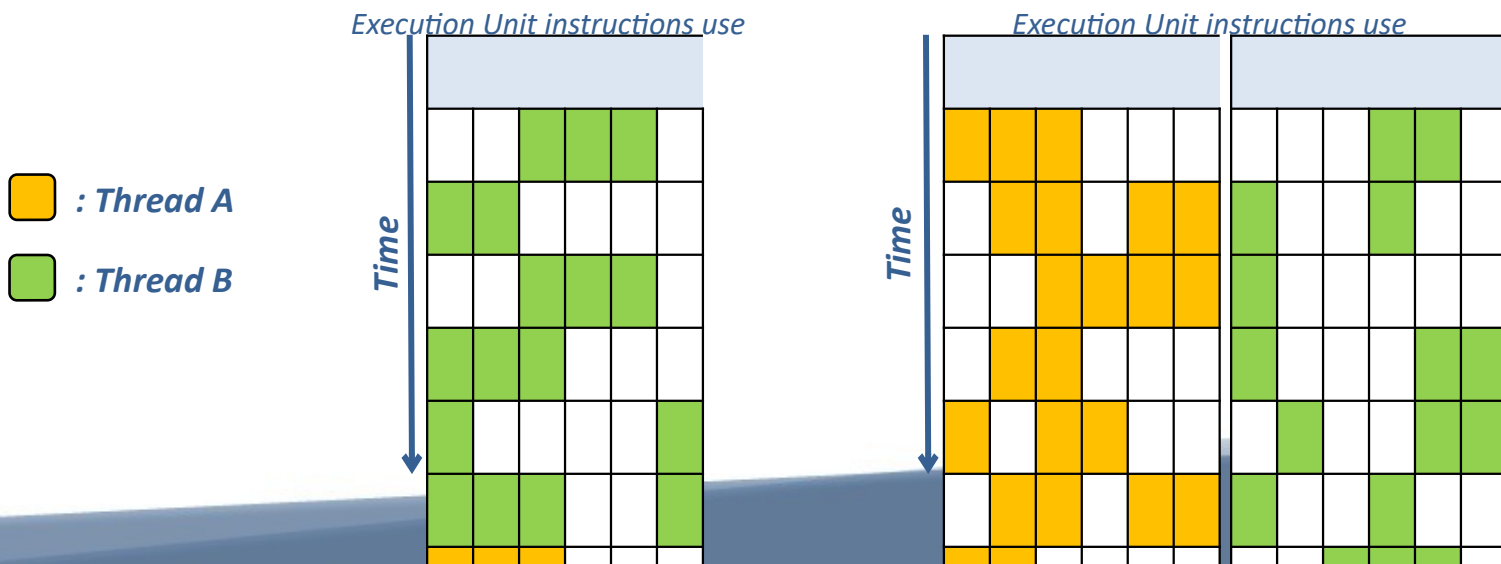 Execution Unit instructions use
Execution Unit instructions use
: Thread A
: Thread B
Time
Time